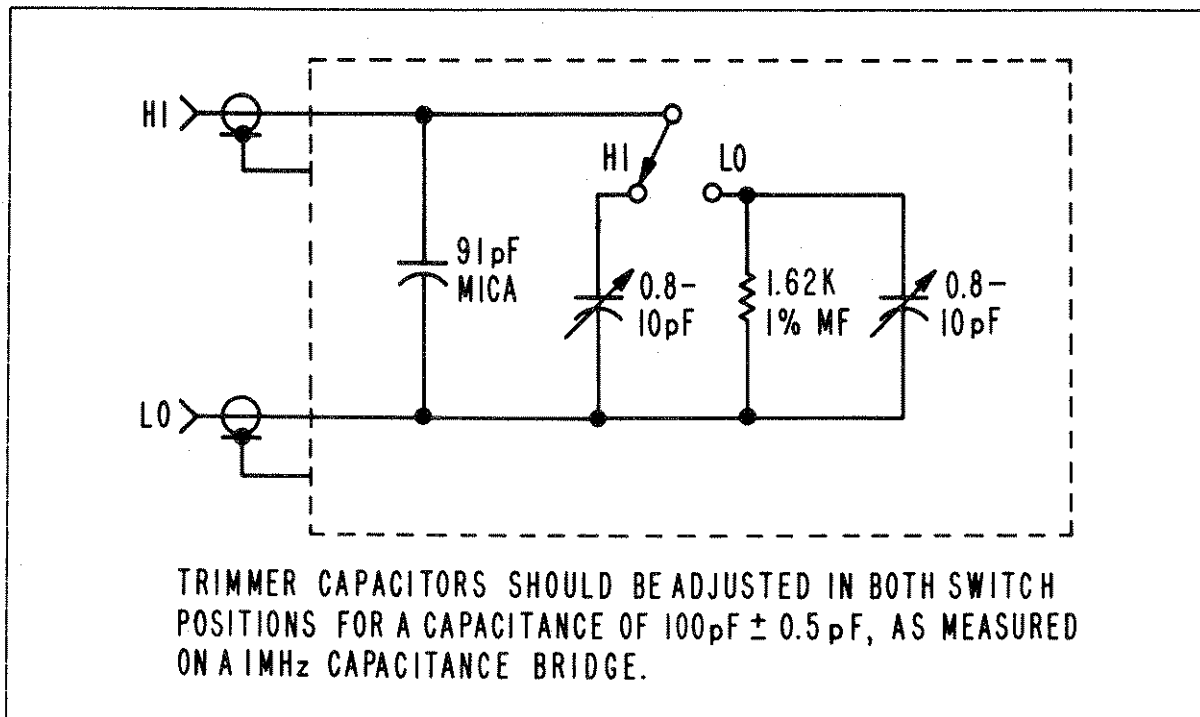 HI
HI LO
91pF
MICA
0.8-
10pF
1.62K
1% MF
0.8-
10pF
LO
TRIMMER CAPACITORS SHOULD BE ADJUSTED IN BOTH SWITCH
POSITIONS FOR A CAPACITANCE OF 100pF ± 0.5pF, AS MEASURED
ON A 1MHz CAPACITANCE BRIDGE.